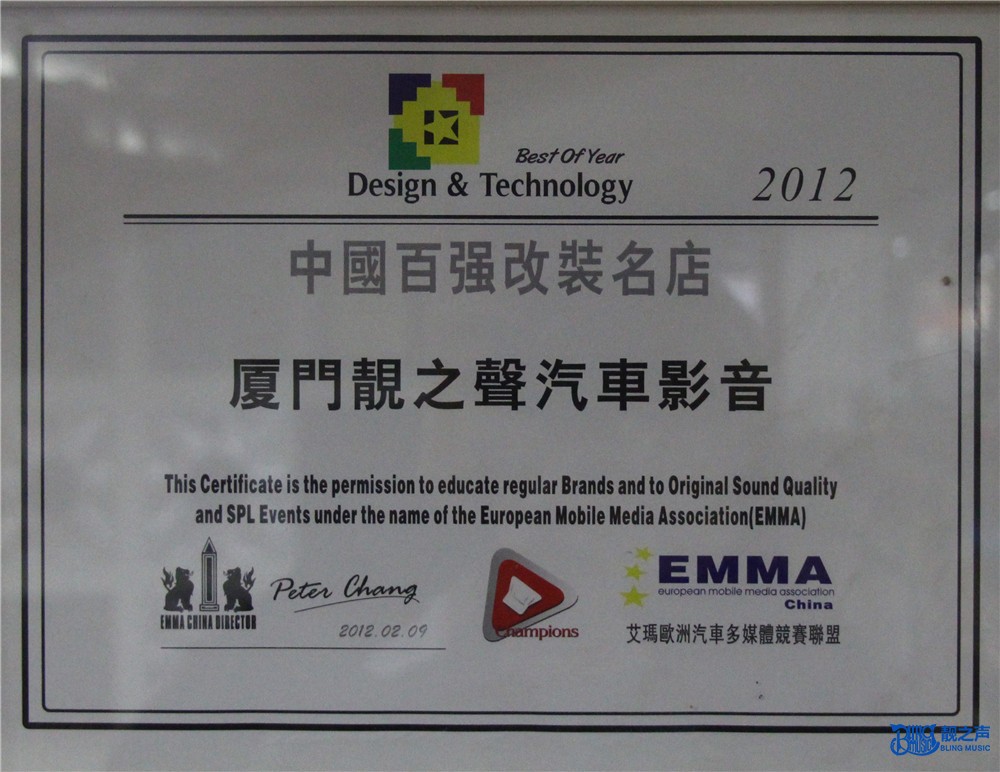 Best Of Year
Design & Technology 2012
中國百强改裝名店
厦門靚之聲汽車影音
This Certificate is the permission to educate regular Brands and to Original Sound Quality
and SPL Events under the name of the European Mobile Media Association(EMMA)
EMMA CHINA DIRECTOR
Peter Chang
2012.02.09
Champions
EMMA
european mobile media association
China
艾瑪歐洲汽車多媒體競賽聯盟
BLING MUSIC
靓之声
BLING MUSIC